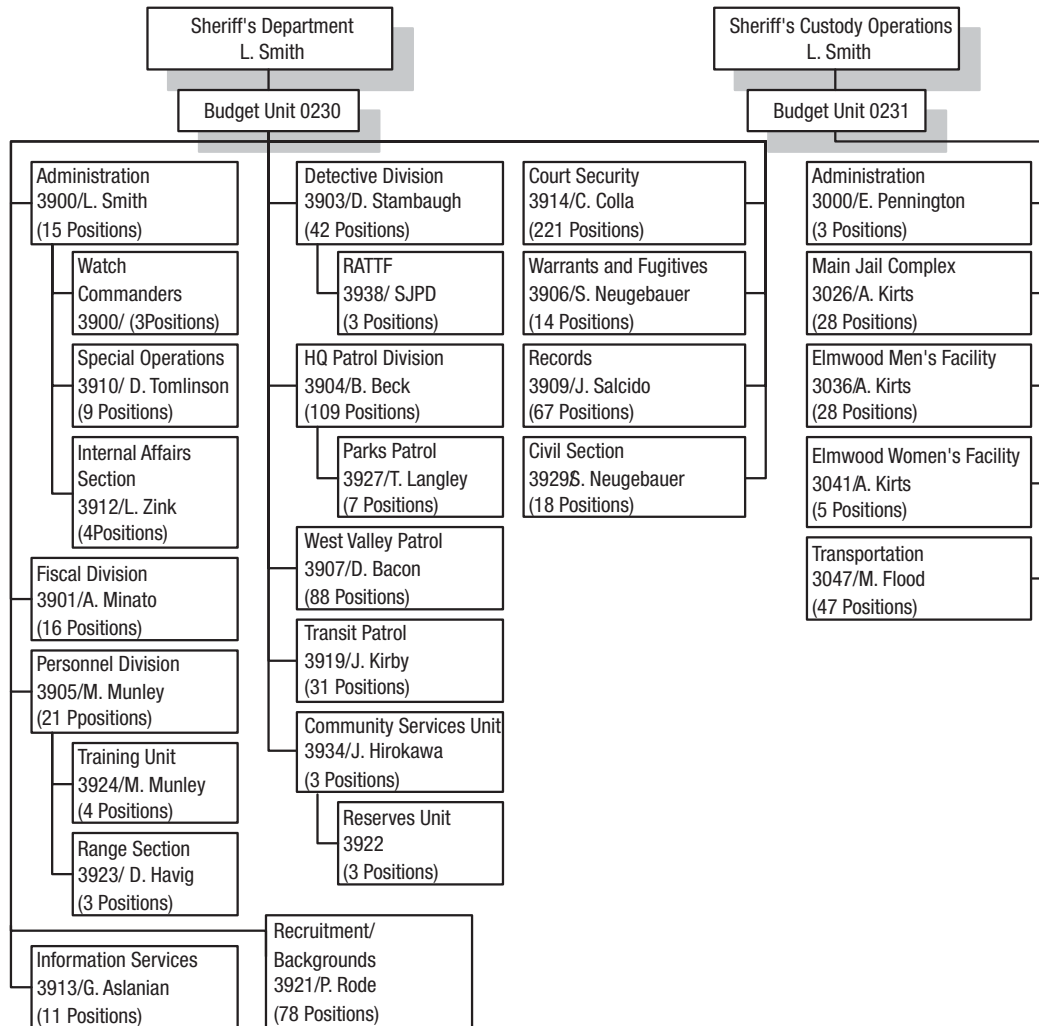 Sheriff's Department
L. Smith
Budget Unit 0230
Sheriff's Custody Operations
L. Smith
Budget Unit 0231
Administration
3900/L. Smith
(15 Positions)
Watch
Commanders
3900/ (3Positions)
Special Operations
3910/ D. Tomlinson
(9 Positions)
Internal Affairs
Section
3912/L. Zink
(4Positions)
Fiscal Division
3901/A. Minato
(16 Positions)
Personnel Division
3905/M. Munley
(21 Ppositions)
Training Unit
3924/M. Munley
(4 Positions)
Range Section
3923/ D. Havig
(3 Positions)
Information Services
3913/G. Aslanian
(11 Positions)
Detective Division
3903/D. Stambaugh
(42 Positions)
RATTF
3938/ SJPD
(3 Positions)
HQ Patrol Division
3904/B. Beck
(109 Positions)
Parks Patrol
3927/T. Langley
(7 Positions)
West Valley Patrol
3907/D. Bacon
(88 Positions)
Transit Patrol
3919/J. Kirby
(31 Positions)
Community Services Unit
3934/J. Hirokawa
(3 Positions)
Reserves Unit
3922
(3 Positions)
Recruitment/
Backgrounds
3921/P. Rode
(78 Positions)
Court Security
3914/C. Colla
(221 Positions)
Warrants and Fugitives
3906/S. Neugebauer
(14 Positions)
Records
3909/J. Salcido
(67 Positions)
Civil Section
3929/S. Neugebauer
(18 Positions)
Administration
3000/E. Pennington
(3 Positions)
Main Jail Complex
3026/A. Kirts
(28 Positions)
Elmwood Men's Facility
3036/A. Kirts
(28 Positions)
Elmwood Women's Facility
3041/A. Kirts
(5 Positions)
Transportation
3047/M. Flood
(47 Positions)